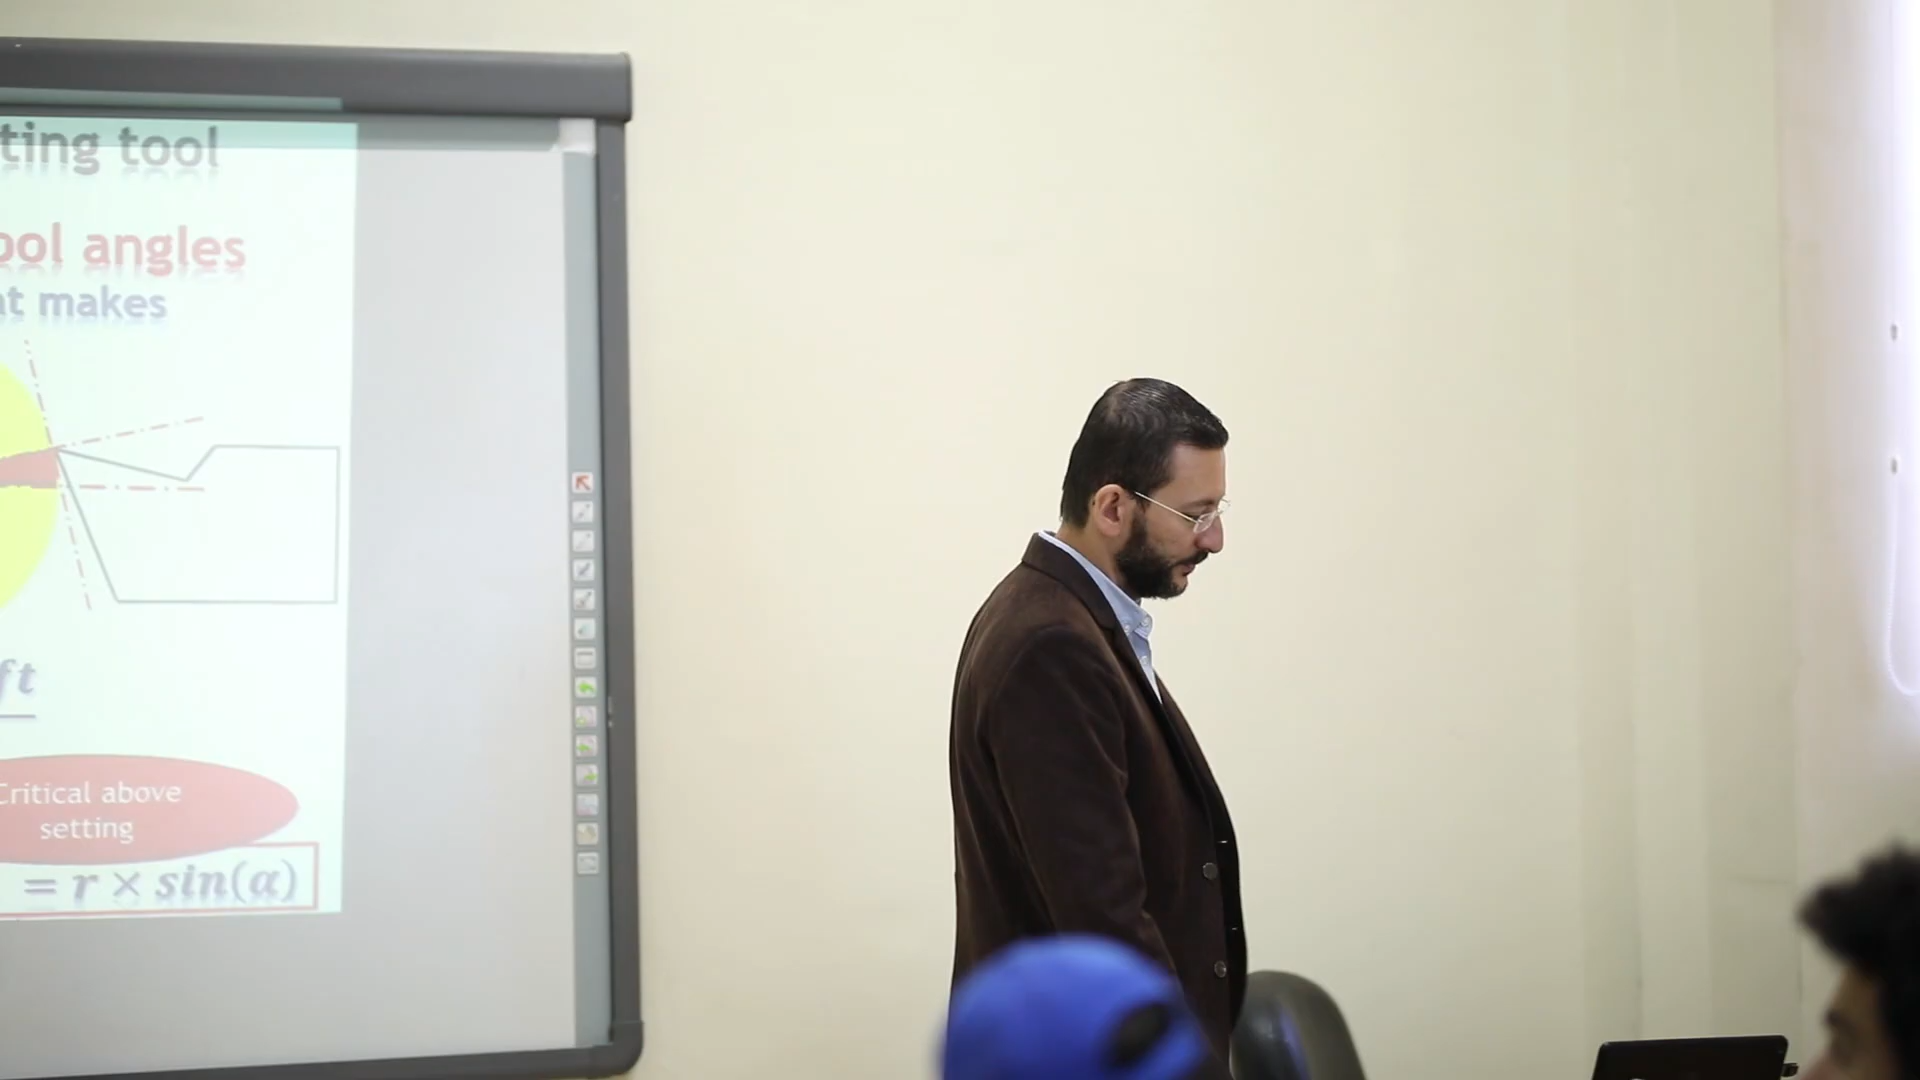 ting tool
ool angles
at makes
ft
Critical above
setting
= r × sin(α)